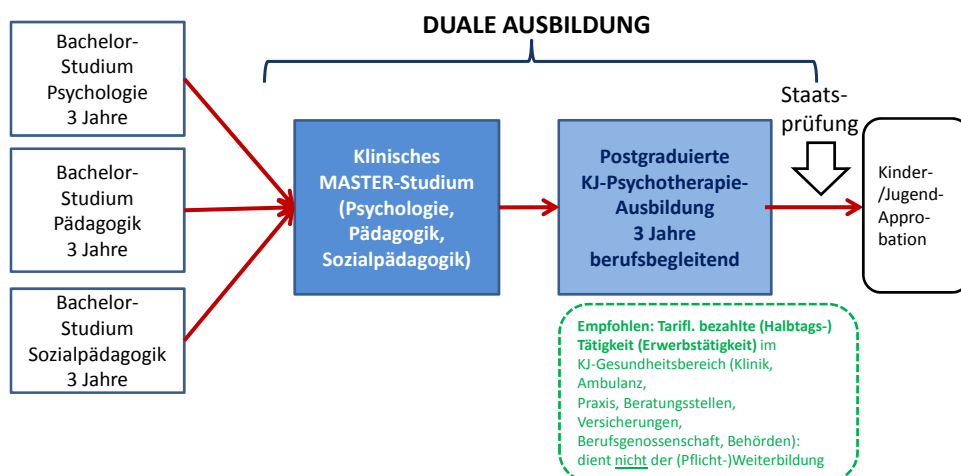 DUALE AUSBILDUNG
Bachelor-
Studium
Psychologie
3 Jahre
Bachelor-
Studium
Pädagogik
3 Jahre
Bachelor-
Studium
Sozialpädagogik
3 Jahre
Klinisches
MASTER-Studium
(Psychologie,
Pädagogik,
Sozialpädagogik)
Postgraduierte
KJ-Psychotherapie-
Ausbildung
3 Jahre
berufsbegleitend
Staats-
prüfung
Kinder-
/Jugend-
Appro-
bation
Empfohlen: Tarifl. bezahlte (Halbtags-)
Tätigkeit (Erwerbstätigkeit) im
KJ-Gesundheitsbereich (Klinik,
Ambulanz,
Praxis, Beratungsstellen,
Versicherungen,
Berufsgenossenschaft, Behörden):
dient nicht der (Pflicht-)Weiterbildung